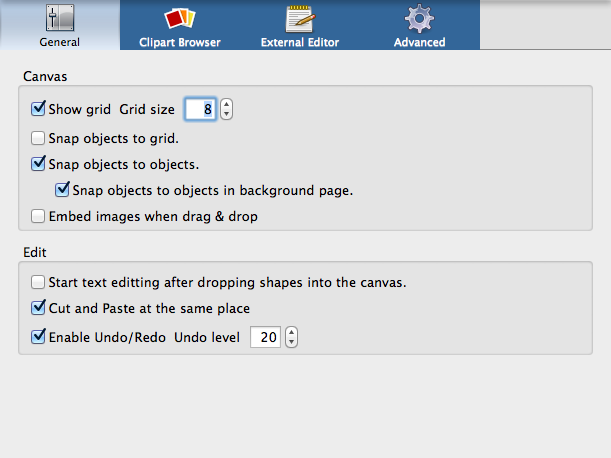 General Clipart Browser External Editor Advanced
Canvas
Show grid Grid size 8
Snap objects to grid.
Snap objects to objects.
Snap objects to objects in background page.
Embed images when drag & drop
Edit
Start text editting after dropping shapes into the canvas.
Cut and Paste at the same place
Enable Undo/Redo Undo level 20